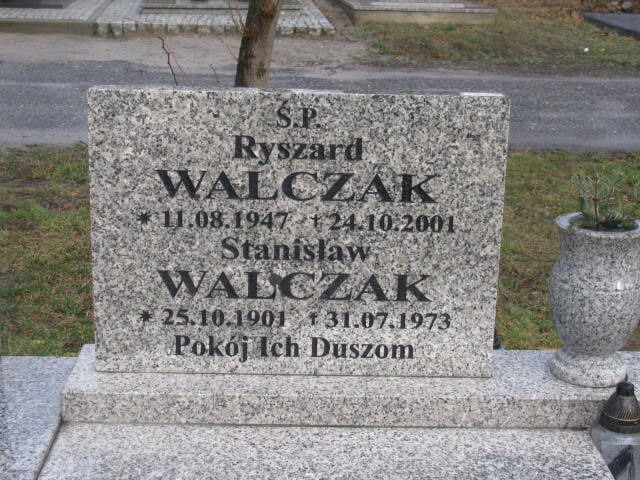 Ś.P.
Ryszard
WALCZAK
* 11.08.1947 † 24.10.2001
Stanisław
WALCZAK
* 25.10.1901 † 31.07.1973
Pokój Ich Duszom